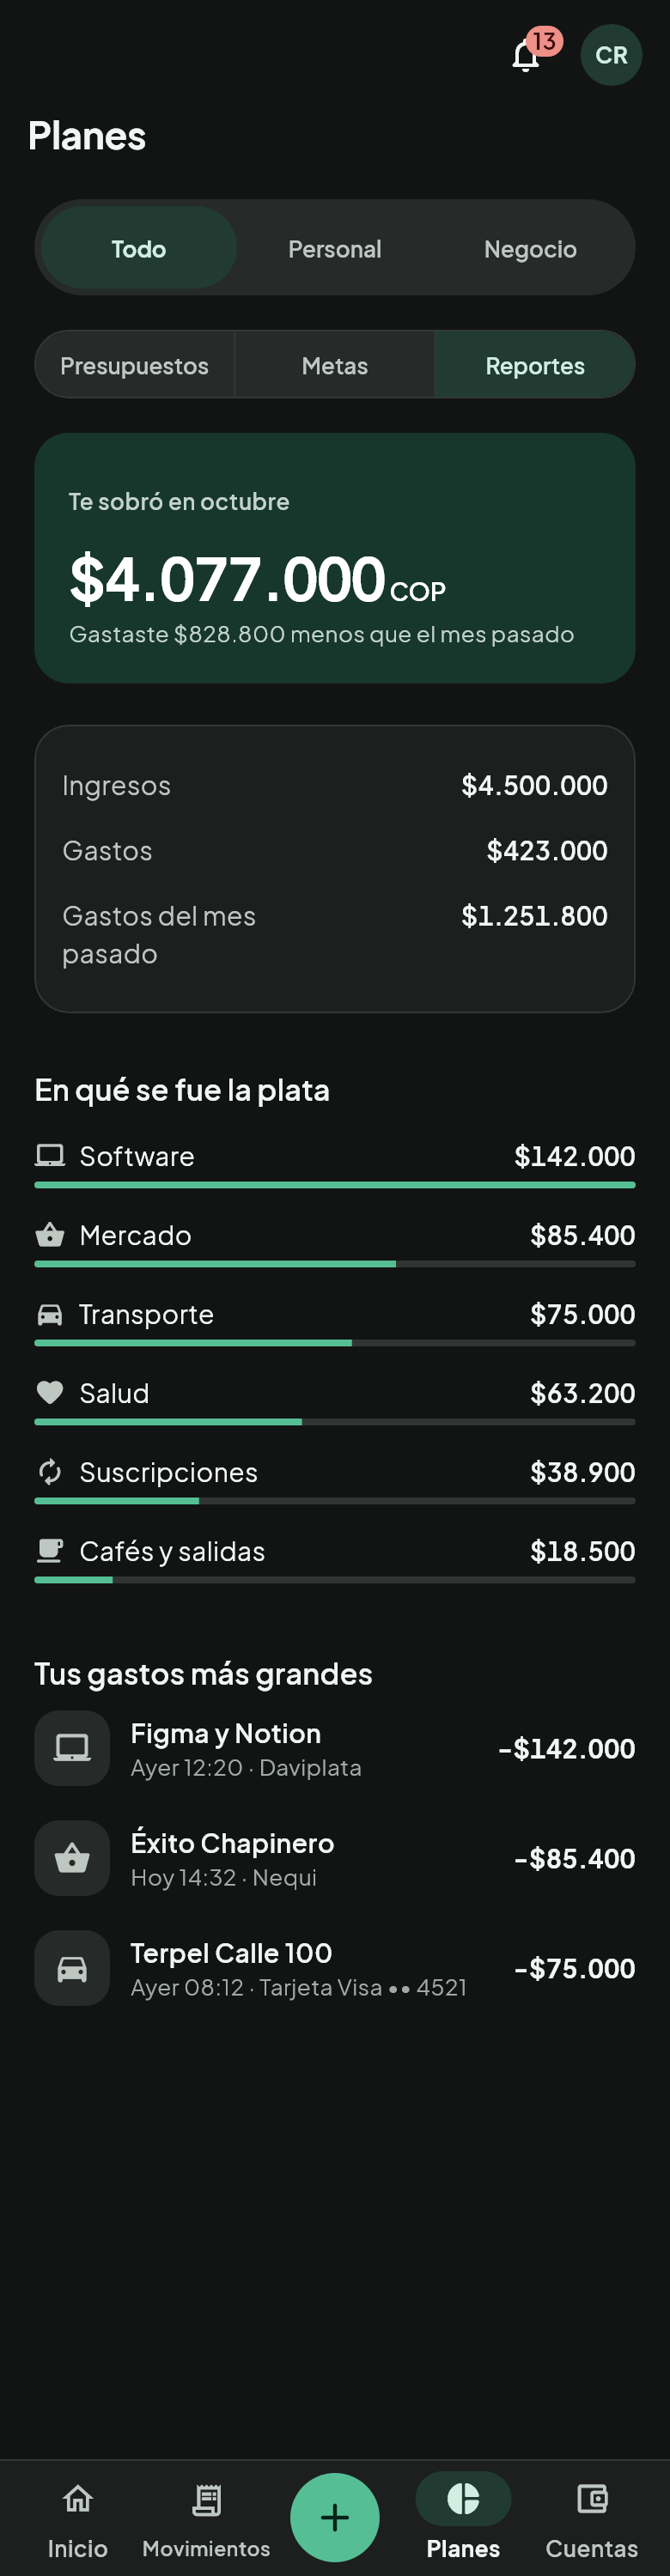 13
CR
Planes
Todo
Personal
Negocio
Presupuestos
Metas
Reportes
Te sobró en octubre
$4.077.000 COP
Gastaste $828.800 menos que el mes pasado
Ingresos
$4.500.000
Gastos
$423.000
Gastos del mes
pasado
$1.251.800
En qué se fue la plata
Software
$142.000
Mercado
$85.400
Transporte
$75.000
Salud
$63.200
Suscripciones
$38.900
Cafés y salidas
$18.500
Tus gastos más grandes
Figma y Notion
Ayer 12:20 · Daviplata
-$142.000
Éxito Chapinero
Hoy 14:32 · Nequi
-$85.400
Terpel Calle 100
Ayer 08:12 · Tarjeta Visa •• 4521
-$75.000
Inicio
Movimientos
Planes
Cuentas